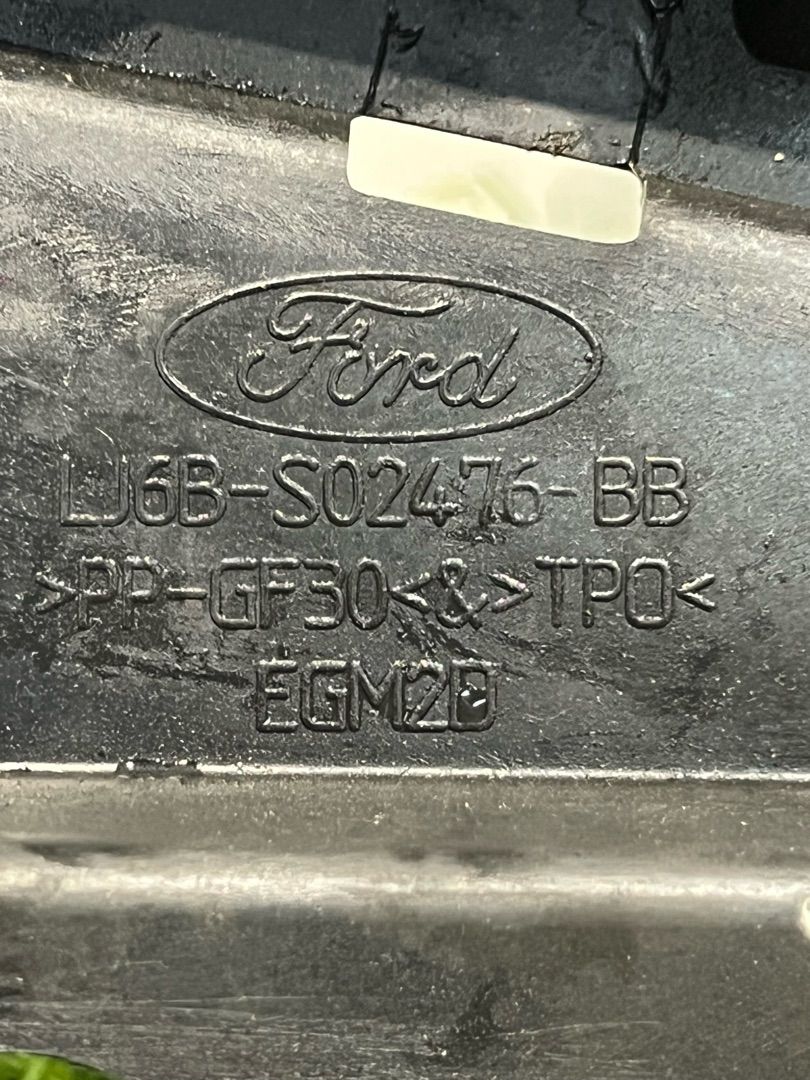 Ford
LJ6B-S02476-BB
>PP-GF30<&>TPO<
EGM2D